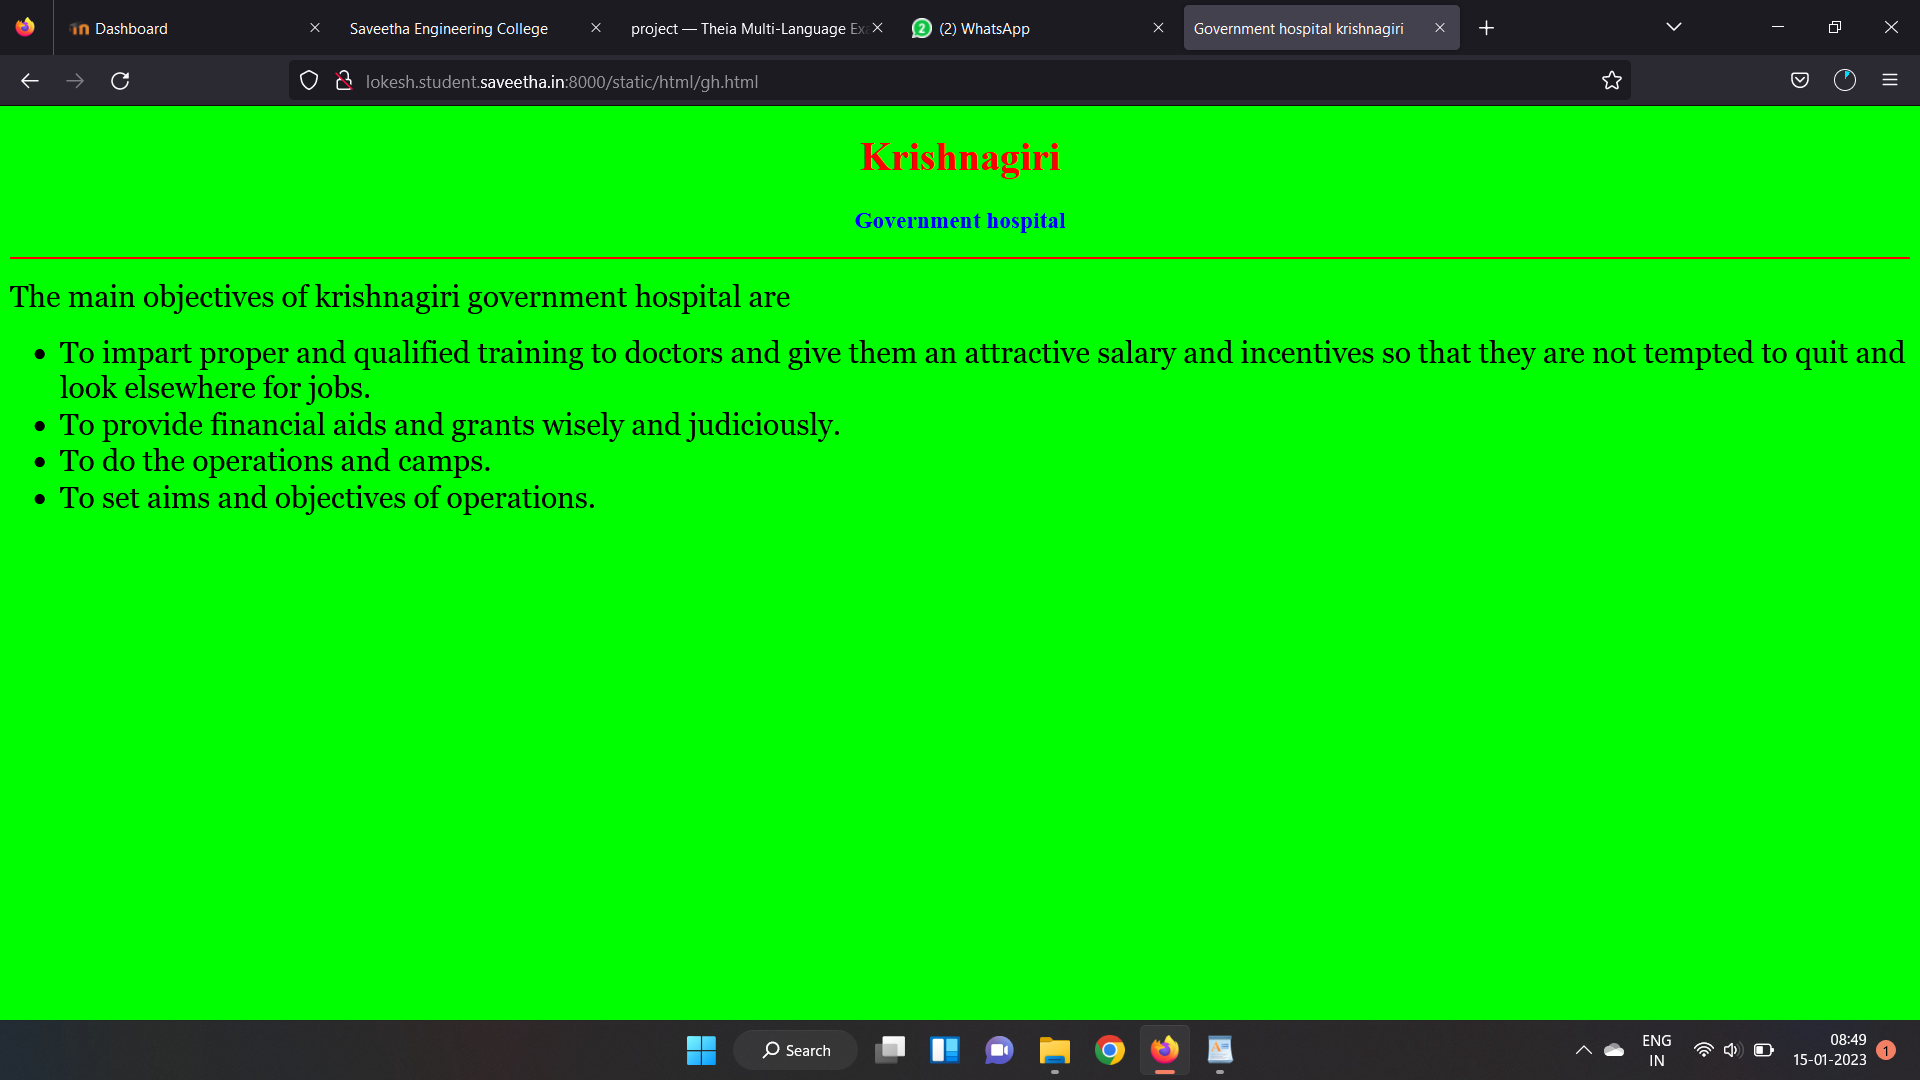 Dashboard
Saveetha Engineering College
project — Theia Multi-Language Ex
2 (2) WhatsApp
Government hospital krishnagiri
lokesh.student.saveetha.in:8000/static/html/gh.html
Krishnagiri
Government hospital
The main objectives of krishnagiri government hospital are
• To impart proper and qualified training to doctors and give them an attractive salary and incentives so that they are not tempted to quit and
look elsewhere for jobs.
• To provide financial aids and grants wisely and judiciously.
• To do the operations and camps.
• To set aims and objectives of operations.
Search
ENG
IN
08:49
15-01-2023
1